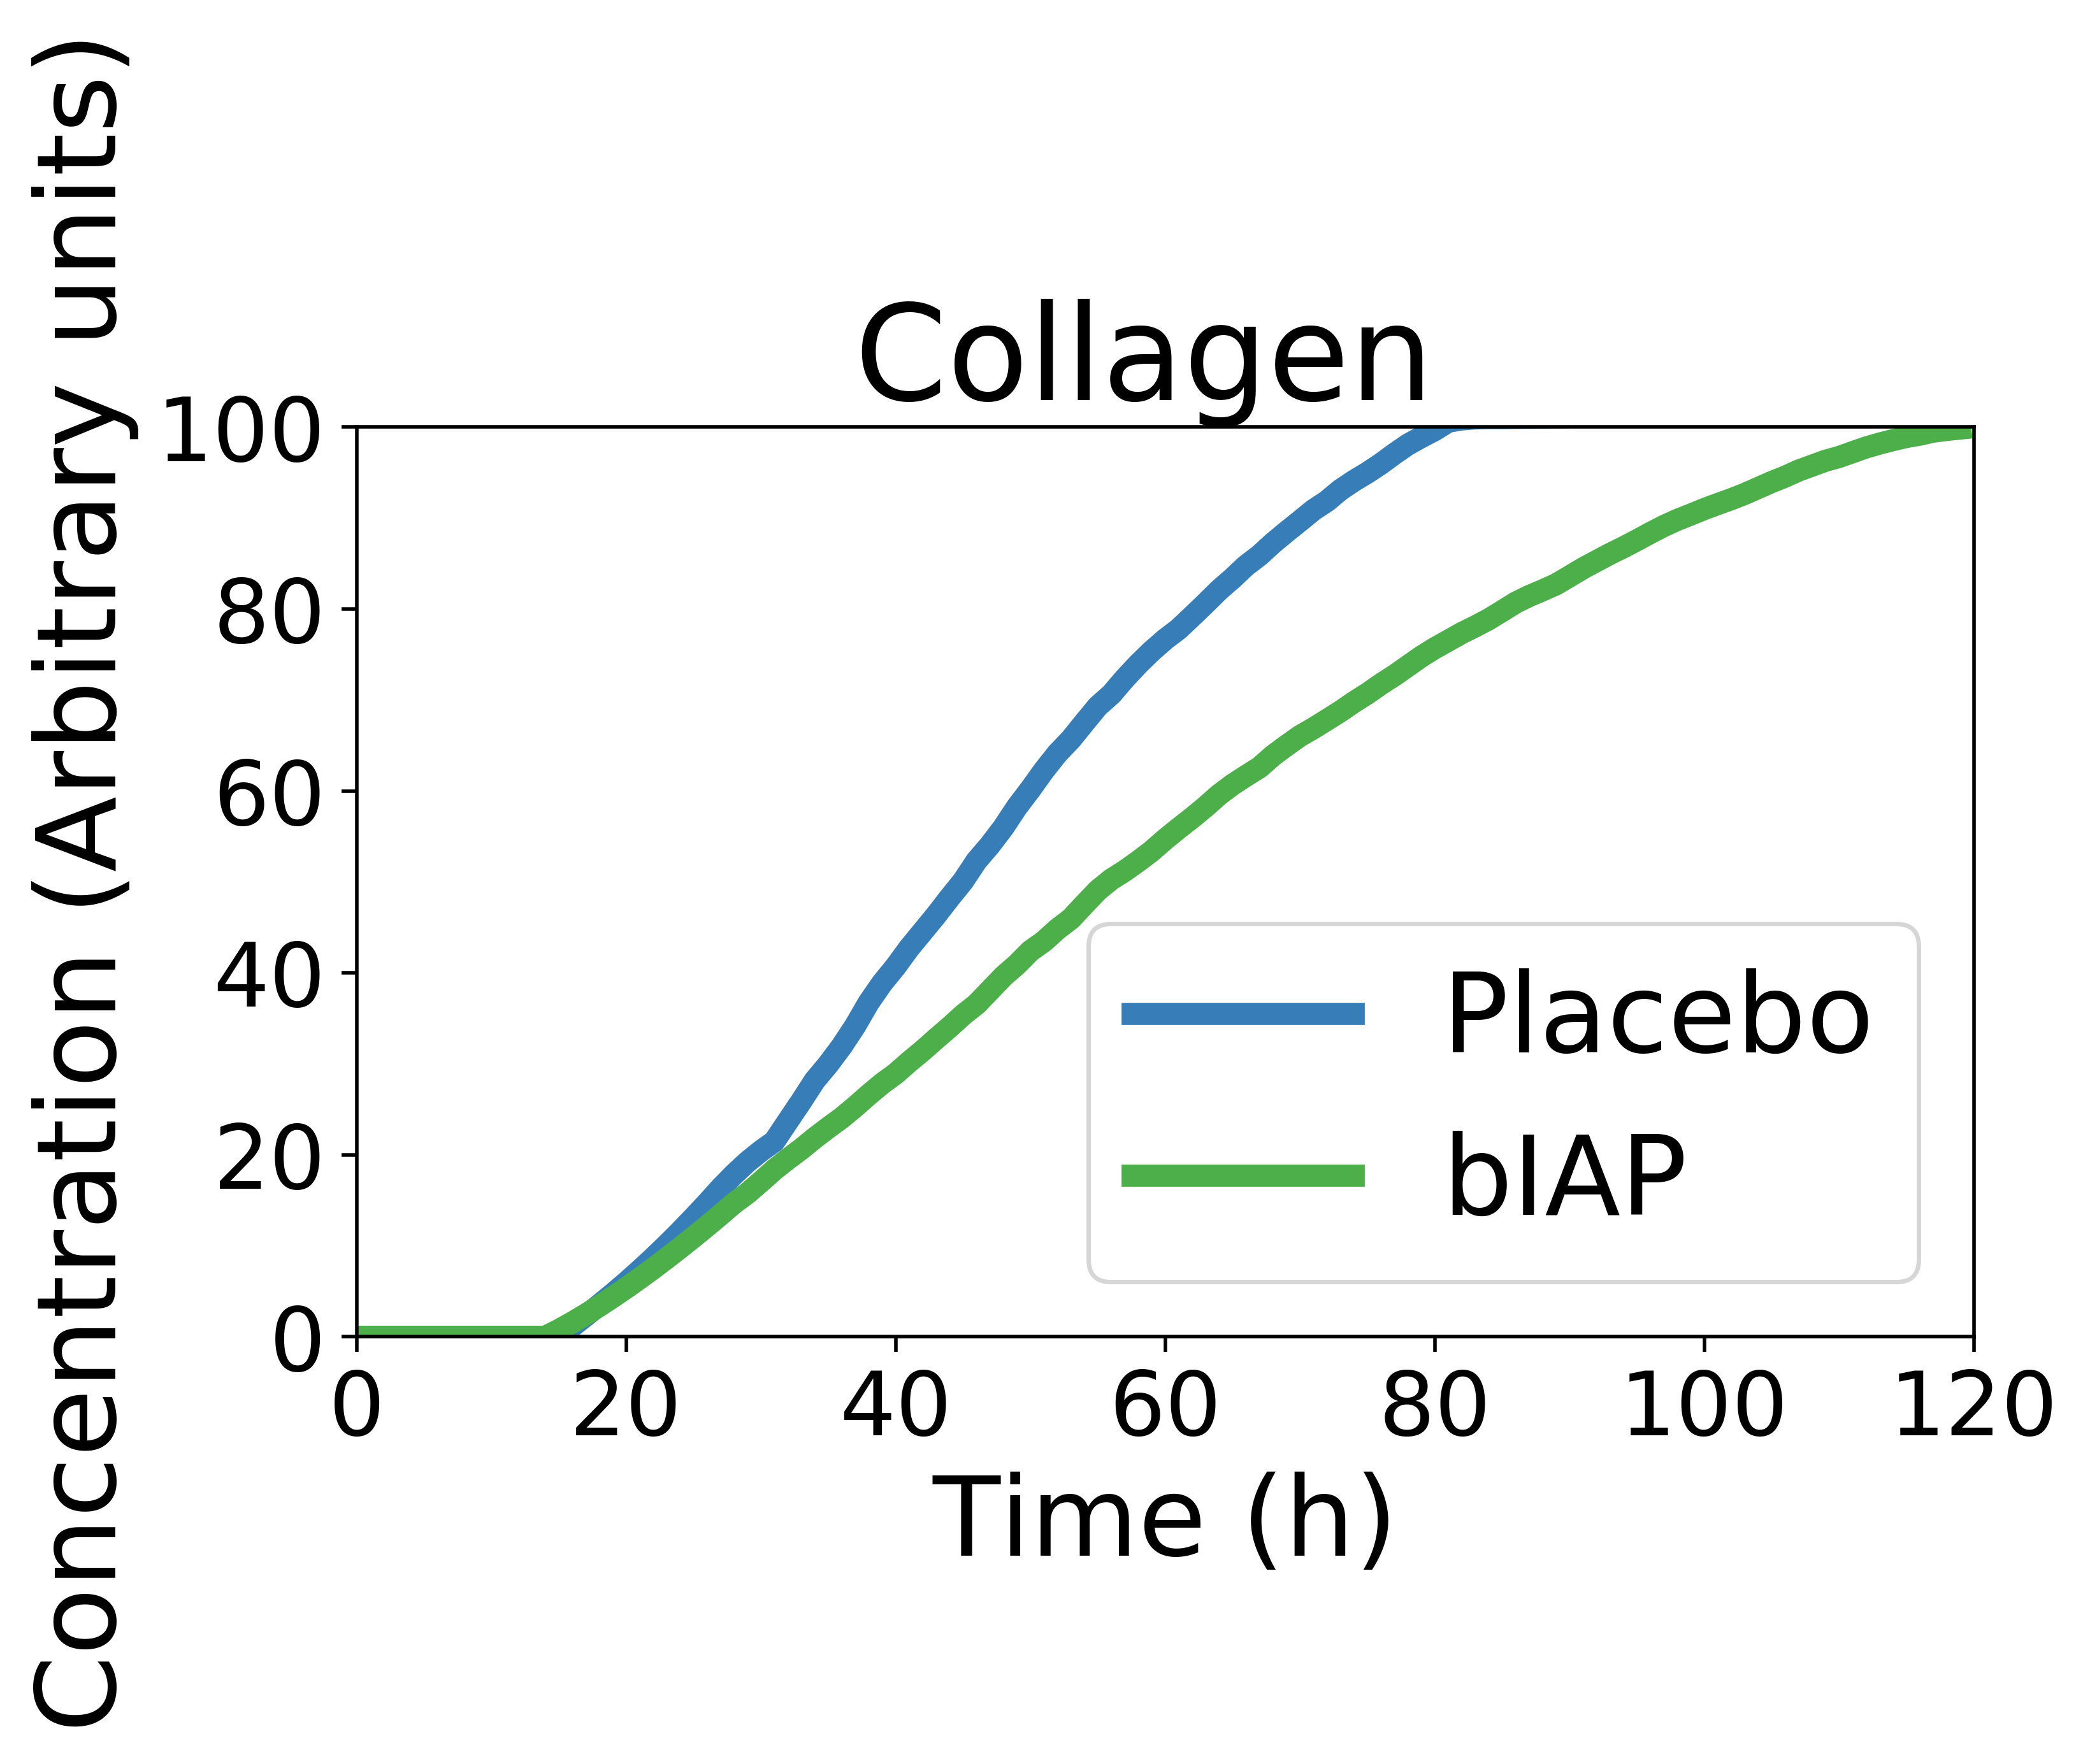 Collagen
Concentration (Arbitrary units)
100
80
60
40
20
0
0 20 40 60 80 100 120
Time (h)
Placebo
bIAP